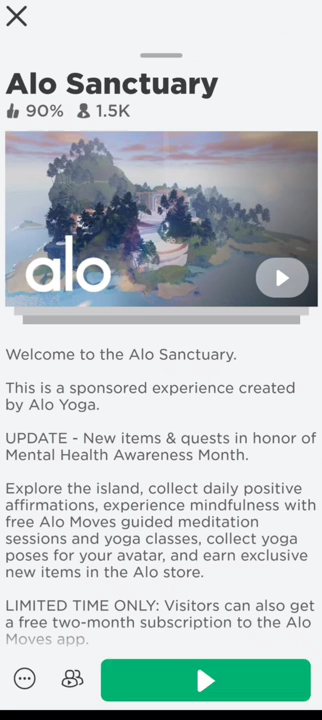 Alo Sanctuary
90% 1.5K
alo
Welcome to the Alo Sanctuary.
This is a sponsored experience created
by Alo Yoga.
UPDATE - New items & quests in honor of
Mental Health Awareness Month.
Explore the island, collect daily positive
affirmations, experience mindfulness with
free Alo Moves guided meditation
sessions and yoga classes, collect yoga
poses for your avatar, and earn exclusive
new items in the Alo store.
LIMITED TIME ONLY: Visitors can also get
a free two-month subscription to the Alo
Moves app.